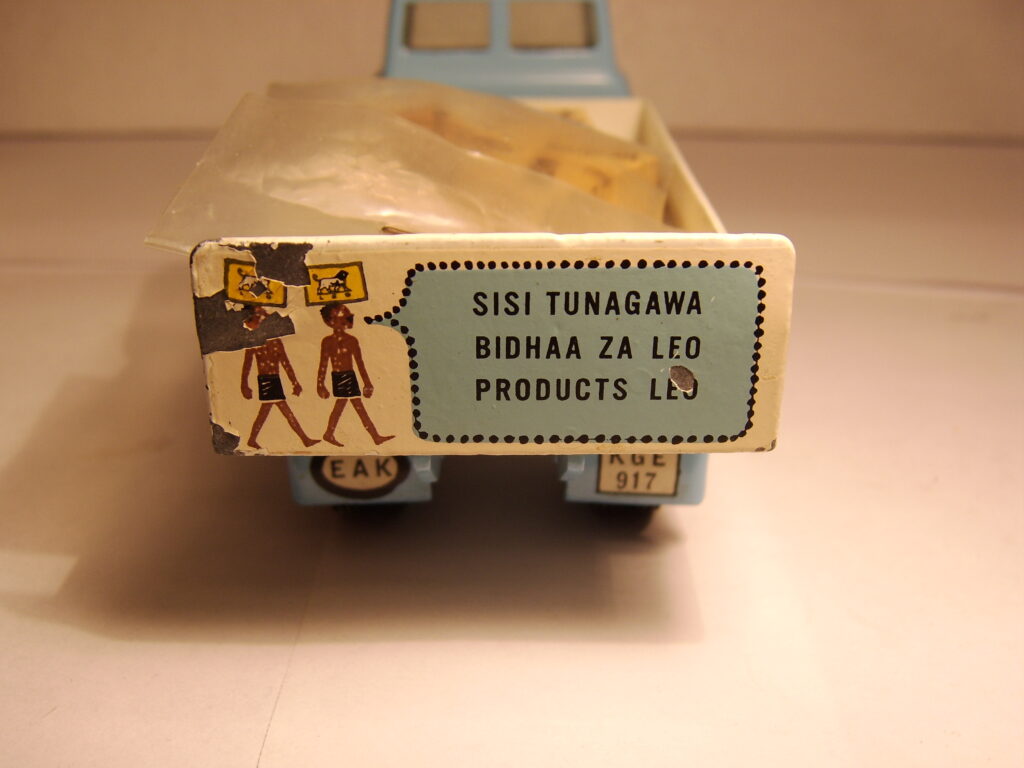 SISI TUNAGAWA
BIDHAA ZA LEO
PRODUCTS LEO
EAK
KGE
917